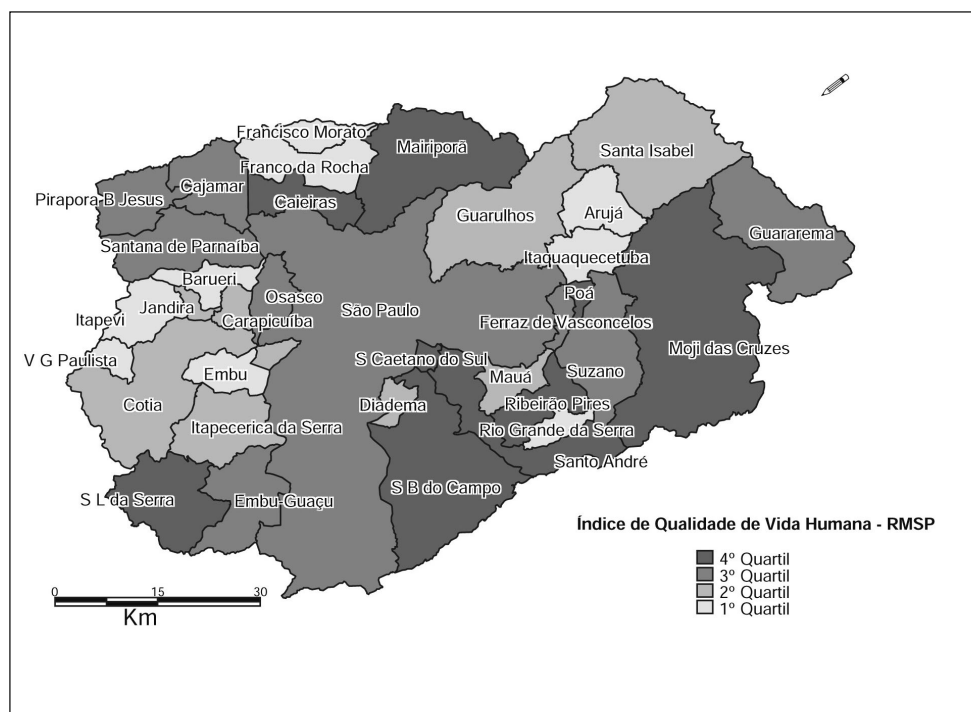 Francisco Morato
Mairiporã
Santa Isabel
Franco da Rocha
Cajamar
Pirapora B Jesus
Caieiras
Guarulhos
Arujá
Guararema
Santana de Parnaíba
Itaquaquecetuba
Barueri
Poá
Osasco
Jandira
São Paulo
Itapevi
Carapicuíba
Ferraz de Vasconcelos
Moji das Cruzes
V G Paulista
S Caetano do Sul
Embu
Mauá
Suzano
Cotia
Diadema
Ribeirão Pires
Itapecerica da Serra
Rio Grande da Serra
Santo André
S B do Campo
S L da Serra
Embu-Guaçu
Índice de Qualidade de Vida Humana - RMSP
4º Quartil
3º Quartil
2º Quartil
1º Quartil
0 15 30
Km